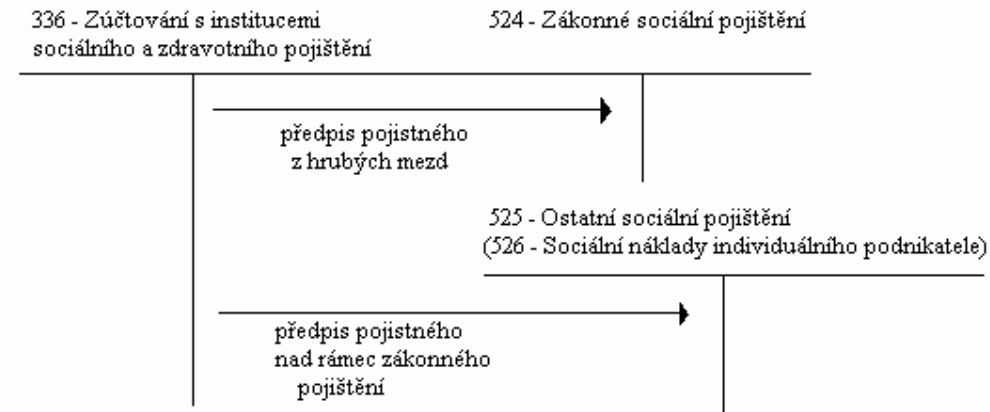 336 - Zúčtování s institucemi
sociálního a zdravotního pojištění
524 - Zákonné sociální pojištění
předpis pojistného
z hrubých mezd
525 - Ostatní sociální pojištění
(526 - Sociální náklady individuálního podnikatele)
předpis pojistného
nad rámec zákonného
pojištění